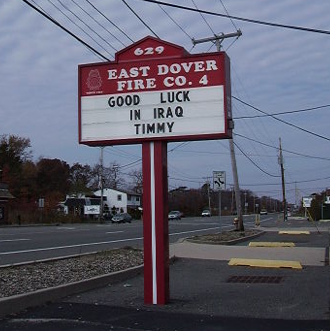 629
EAST DOVER
FIRE CO. 4
GOOD LUCK
IN IRAQ
TIMMY